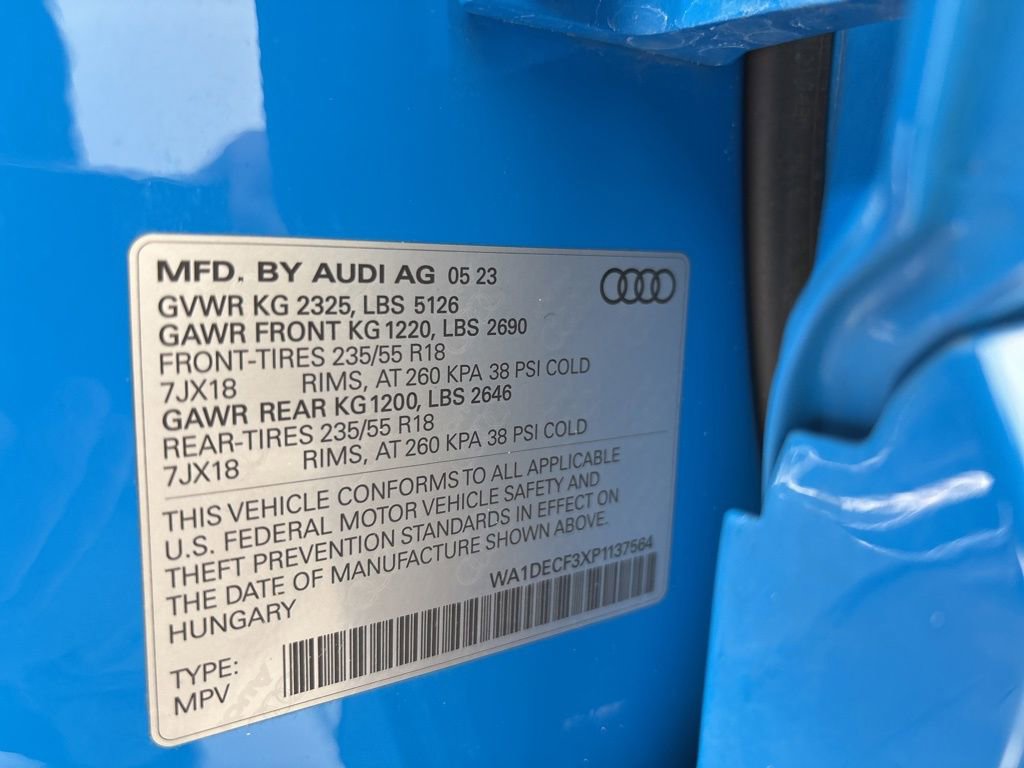 MFD. BY AUDI AG 05 23
GVWR KG 2325, LBS 5126
GAWR FRONT KG 1220, LBS 2690
FRONT-TIRES 235/55 R18
7JX18 RIMS, AT 260 KPA 38 PSI COLD
GAWR REAR KG 1200, LBS 2646
REAR-TIRES 235/55 R18
7JX18 RIMS, AT 260 KPA 38 PSI COLD
THIS VEHICLE CONFORMS TO ALL APPLICABLE
U.S. FEDERAL MOTOR VEHICLE SAFETY AND
THEFT PREVENTION STANDARDS IN EFFECT ON
THE DATE OF MANUFACTURE SHOWN ABOVE.
HUNGARY
WA1DECF3XP1137564
TYPE:
MPV